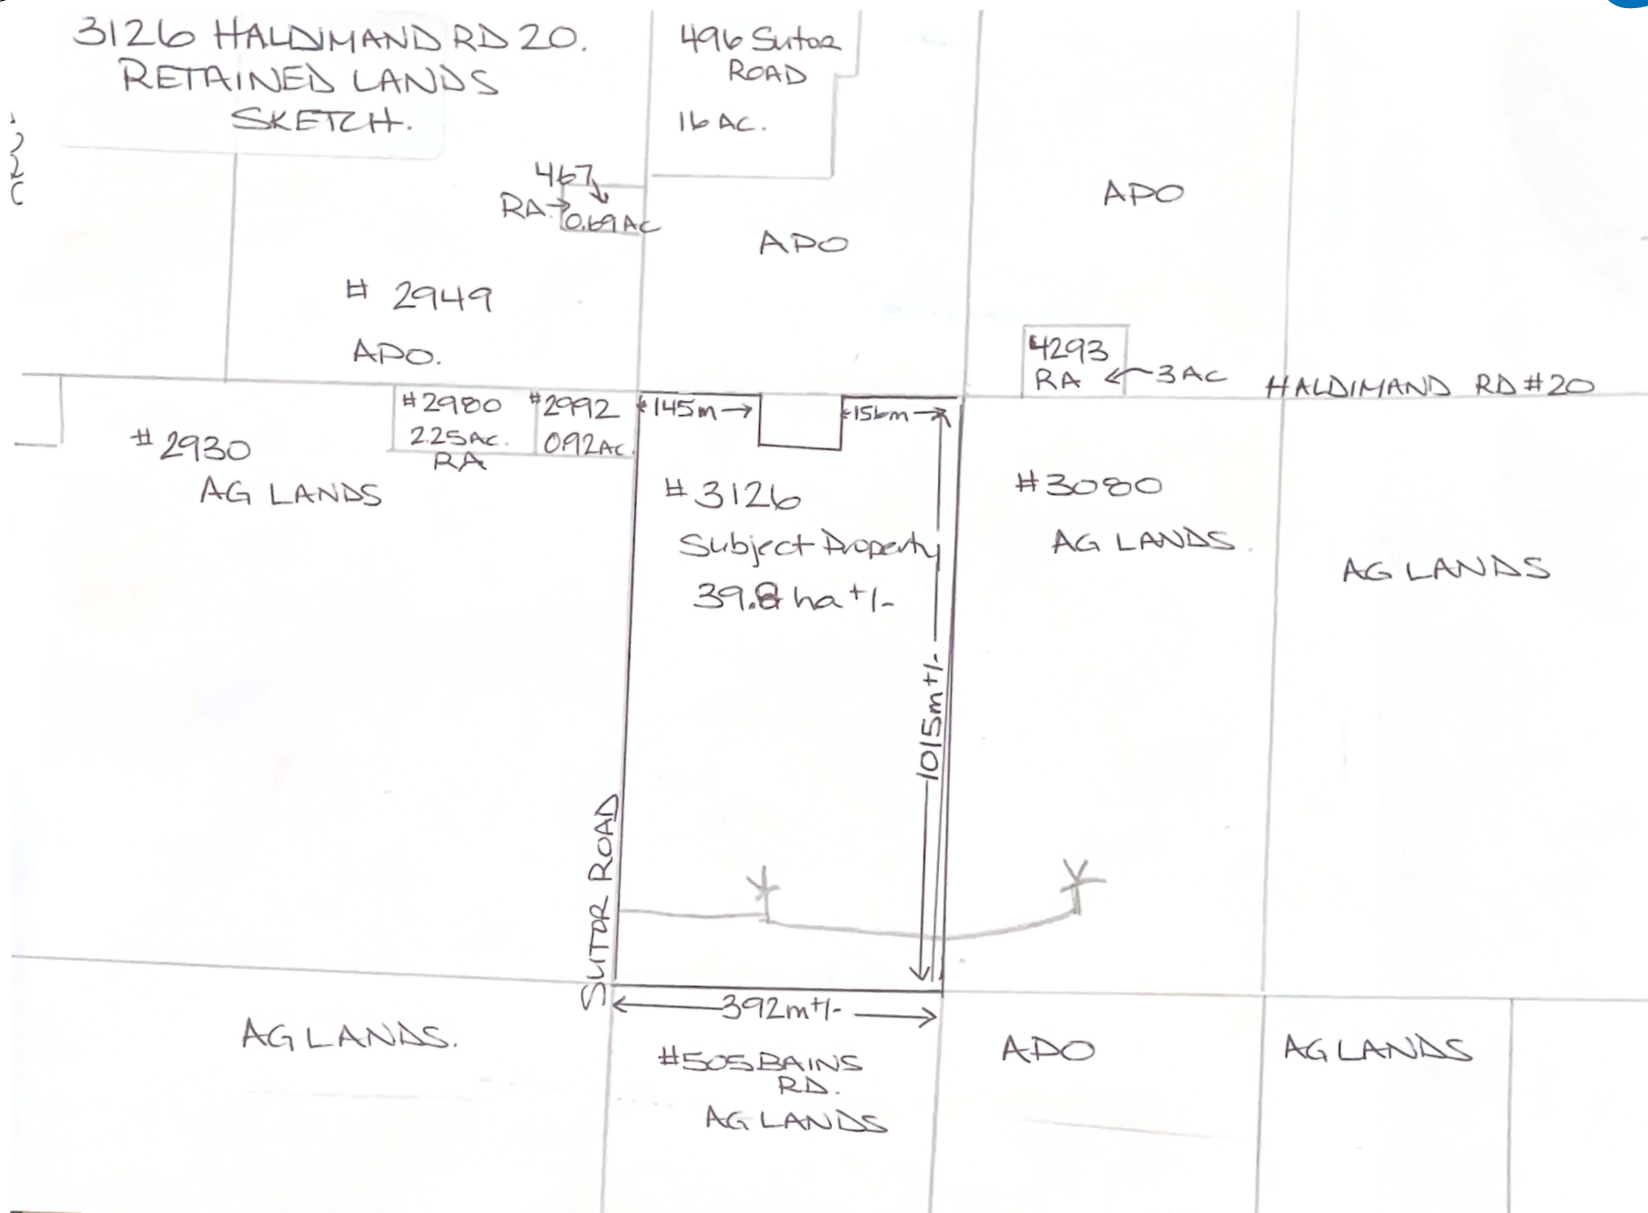 3126 HALDIMAND RD 20.
RETAINED LANDS
SKETCH.
496 Sutor
ROAD
16 AC.
467
RA
0.69 AC
APO
APO
# 2949
APO.
4293
RA
3 AC
HALDIMAND RD #20
#2980
2.25 AC.
RA
#2992
0.92 AC.
145m
156m
#2930
AG LANDS
#3126
Subject Property
39.8 ha +/-
#3080
AG LANDS.
AG LANDS
1015m +/-
SUTOR ROAD
392m +/-
AG LANDS.
#505 BAINS
RD.
AG LANDS
APO
AG LANDS